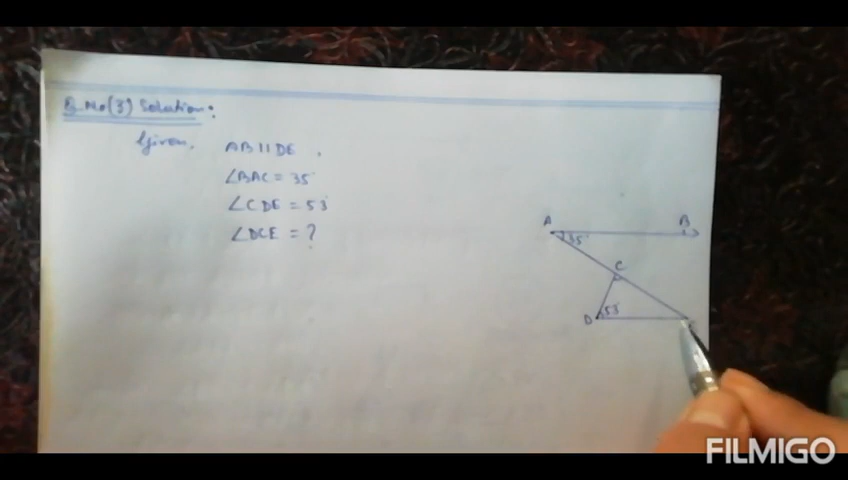 Q.No(3) Solution:
Given, AB||DE .
∠BAC = 35°
∠CDE = 53°
∠DCE = ?
A B
35°
C
D 53°
FILMIGO